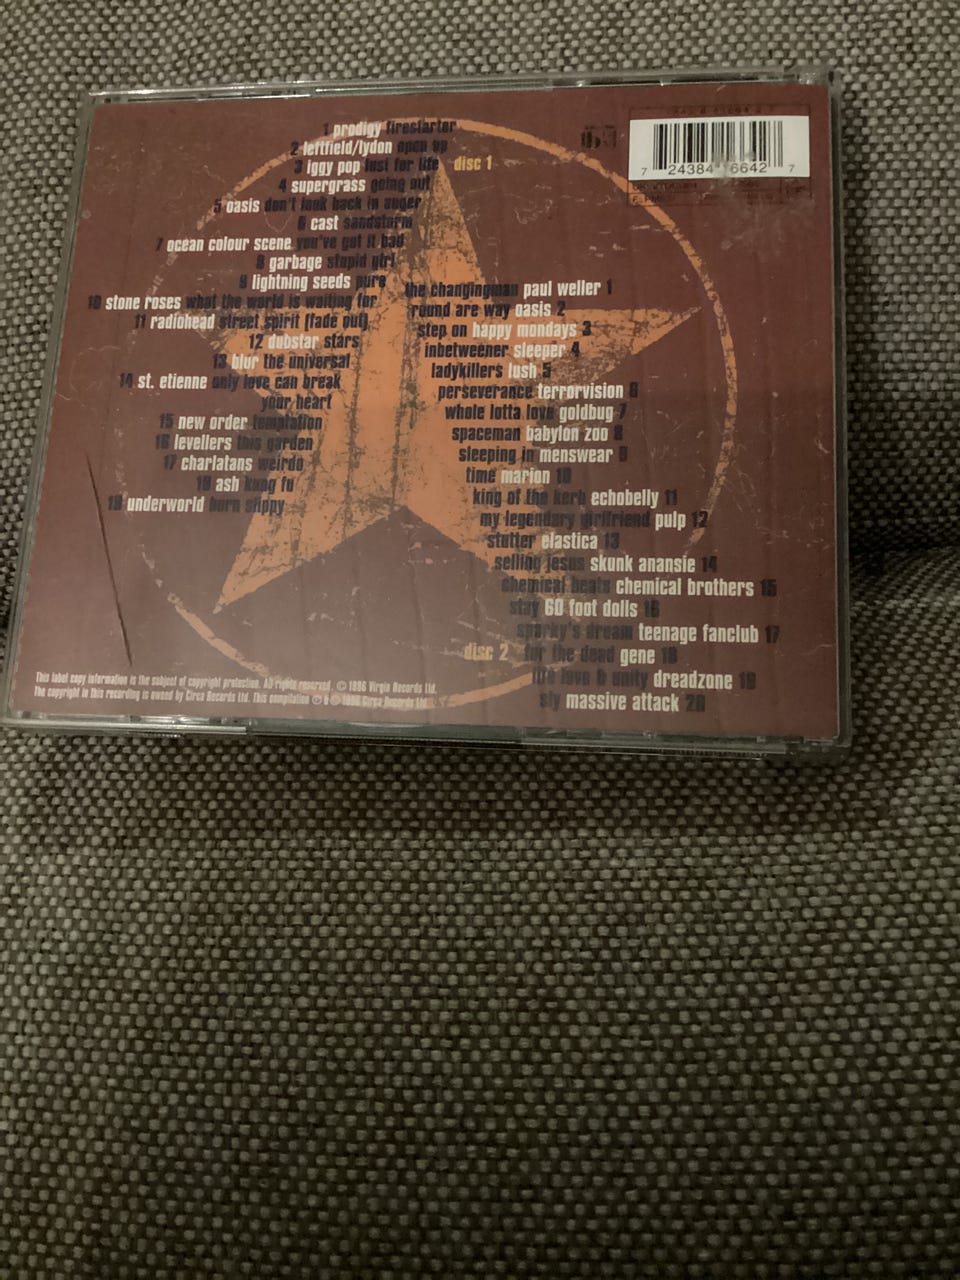 1 prodigy firestarter
2 leftfield/lydon open up
3 iggy pop lust for life
disc 1
4 supergrass going out
5 oasis don't look back in anger
6 cast sandstorm
7 ocean colour scene you've got it bad
8 garbage stupid girl
9 lightning seeds pure
10 stone roses what the world is waiting for
11 radiohead street spirit (fade out)
12 dubstar stars
13 blur the universal
14 st. etienne only love can break
your heart
15 new order temptation
16 levellers this garden
17 charlatans weirdo
18 ash kung fu
19 underworld born slippy
the changingman paul weller 1
round are way oasis 2
step on happy mondays 3
inbetweener sleeper 4
ladykillers lush 5
perseverance terrorvision 6
whole lotta love goldbug 7
spaceman babylon zoo 8
sleeping in menswear 9
time marion 10
king of the kerb echobelly 11
my legendary girlfriend pulp 12
stutter elastica 13
selling jesus skunk anansie 14
chemical beats chemical brothers 15
stay 60 foot dolls 16
sparky's dream teenage fanclub 17
disc 2
for the dead gene 18
life love & unity dreadzone 19
sly massive attack 20
7 24384 6642 7
This label copy information is the subject of copyright protection. All rights reserved. © 1996 Virgin Records Ltd.
The copyright in this recording is owned by Circa Records Ltd. This compilation ℗ & © 1996 Circa Records Ltd.